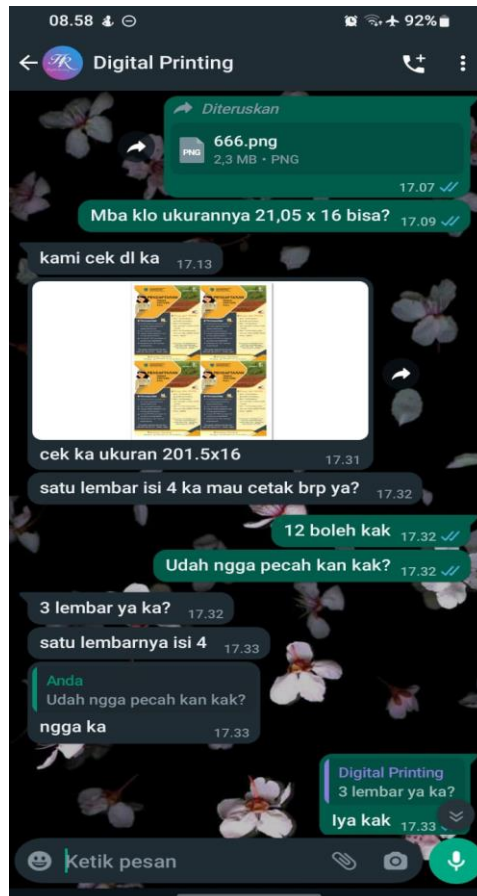 08.58
92%
Digital Printing
Diteruskan
PNG
666.png
2,3 MB • PNG
17.07
Mba klo ukurannya 21,05 x 16 bisa? 17.09
kami cek dl ka 17.13
cek ka ukuran 201.5x16 17.31
satu lembar isi 4 ka mau cetak brp ya? 17.32
12 boleh kak 17.32
Udah ngga pecah kan kak? 17.32
3 lembar ya ka? 17.32
satu lembarnya isi 4 17.33
Anda
Udah ngga pecah kan kak?
ngga ka 17.33
Digital Printing
3 lembar ya ka?
Iya kak 17.33
Ketik pesan